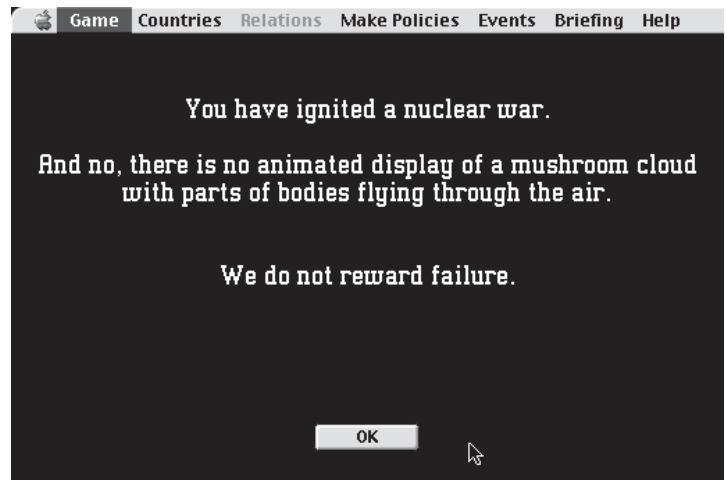 Game Countries Relations Make Policies Events Briefing Help
You have ignited a nuclear war.
And no, there is no animated display of a mushroom cloud
with parts of bodies flying through the air.
We do not reward failure.
OK